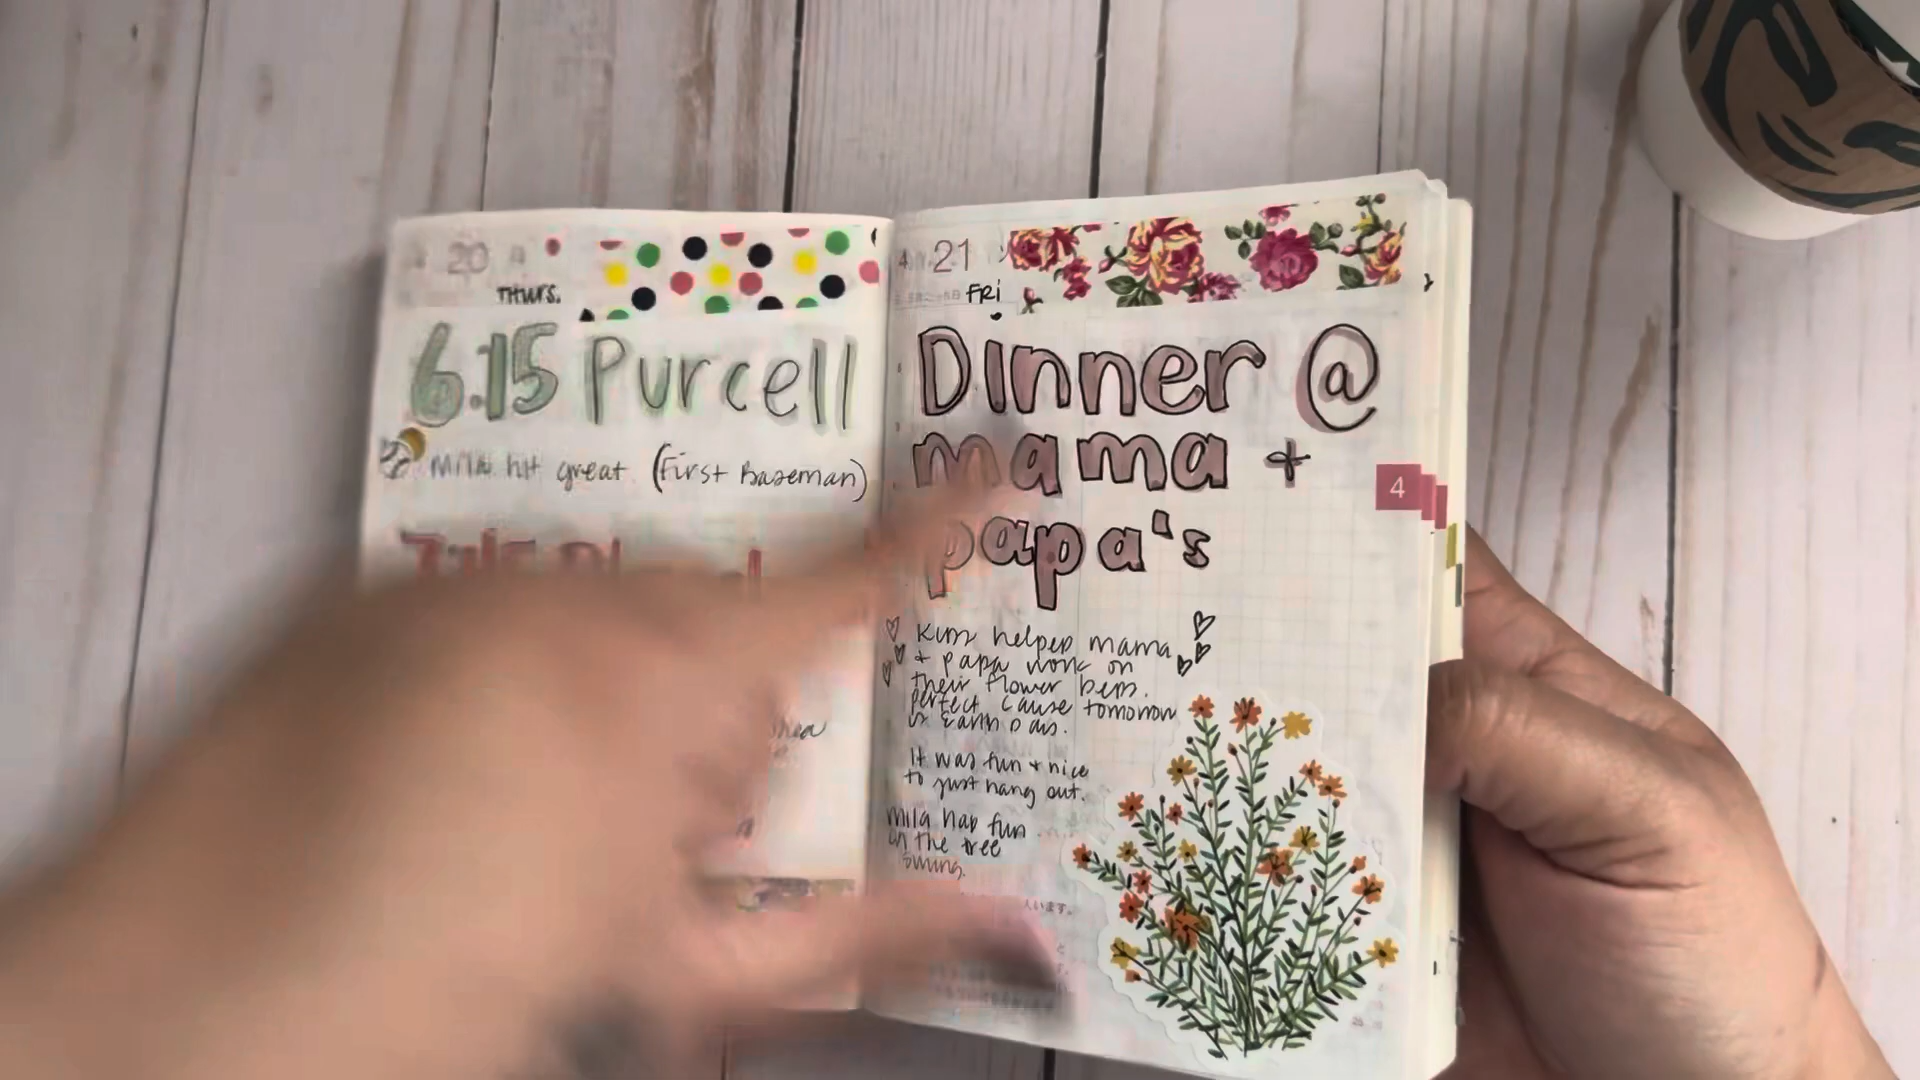 20
THURS.
6.15 Purcell
Mila hit great (First Baseman)
4 21
FRI
Dinner @
mama +
papa's
helped mama
+ papa work on
their flower beds.
perfect cause tomorrow
is Earth Day.
It was fun + nice
to just hang out.
Mila had fun
on the tree
swing.
4